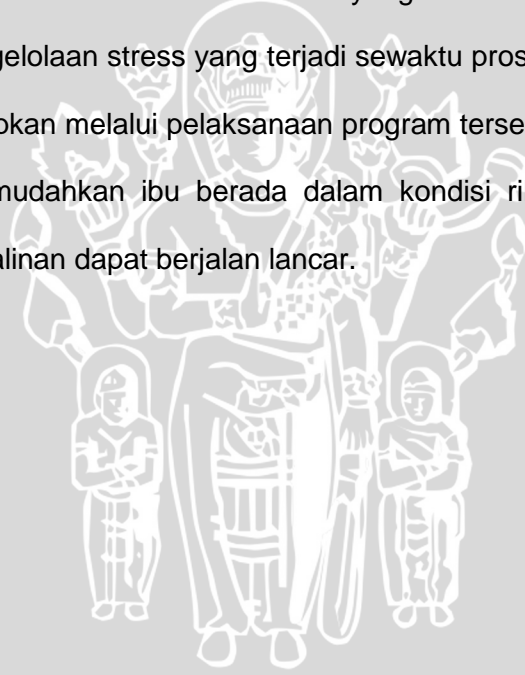 gelolaan stress yang terjadi sewaktu pros
okan melalui pelaksanaan program terse
mudahkan ibu berada dalam kondisi ri
alinan dapat berjalan lancar.